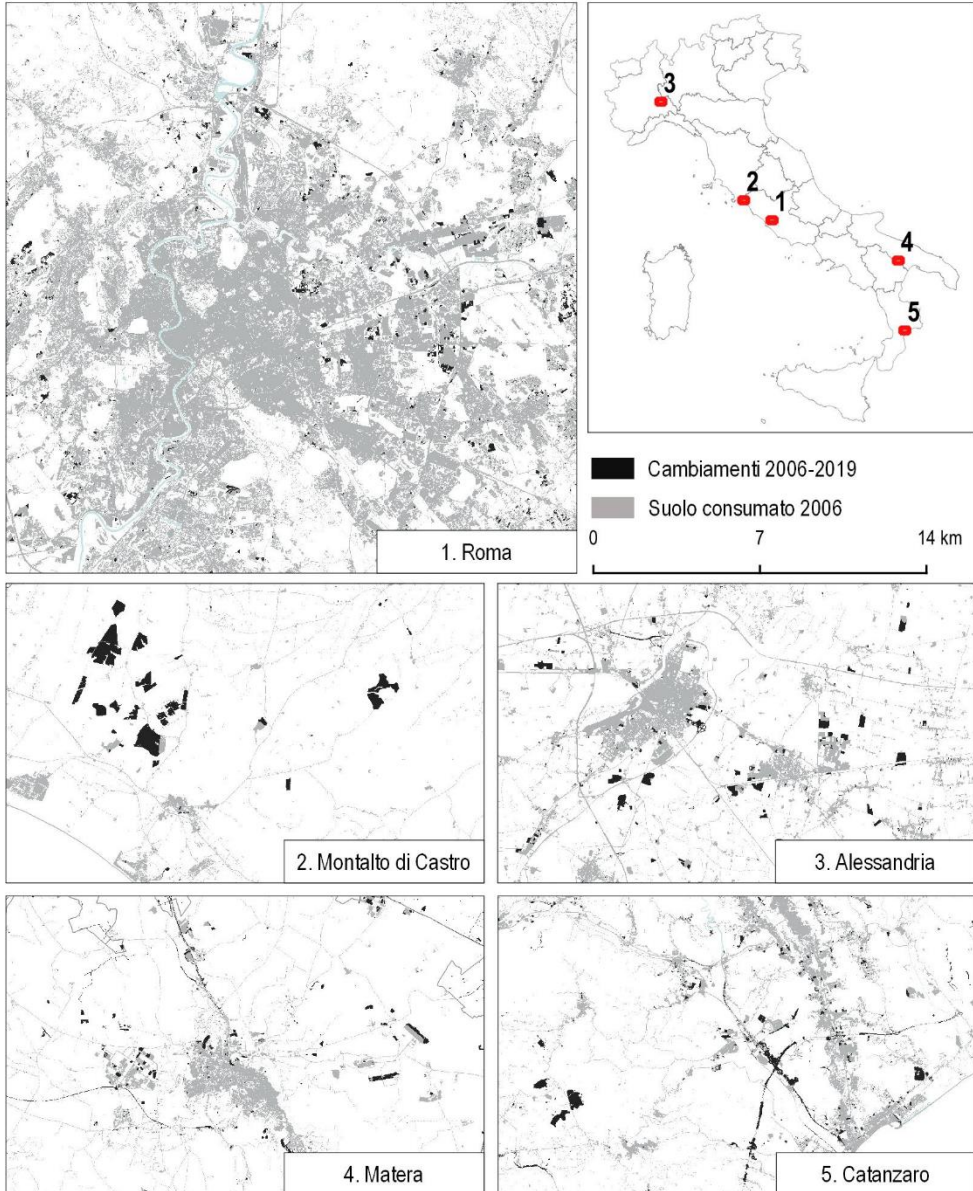 3
2
1
4
5
Cambiamenti 2006-2019
Suolo consumato 2006
0 7 14 km
1. Roma
2. Montalto di Castro
3. Alessandria
4. Matera
5. Catanzaro